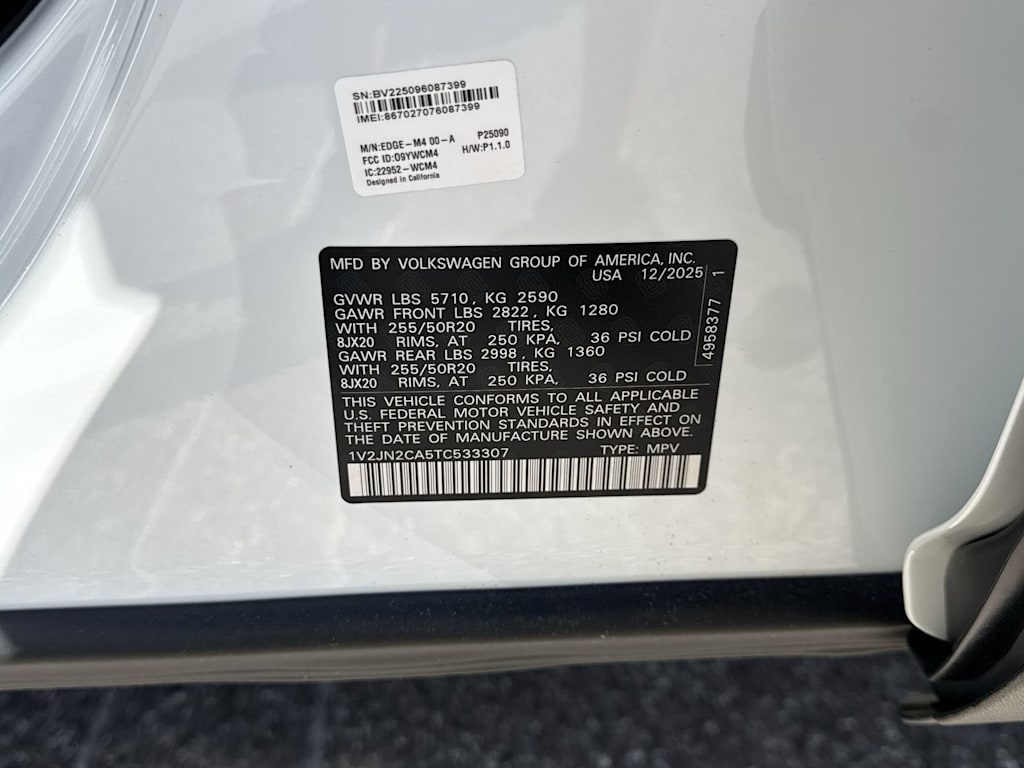 SN:BV225096087399
IMEI:867027076087399
M/N:EDGE-M4 00-A P25090
FCC ID:O9YWCM4 H/W:P1.1.0
IC:22952-WCM4
Designed in California
MFD BY VOLKSWAGEN GROUP OF AMERICA, INC.
USA 12/2025
GVWR LBS 5710, KG 2590
GAWR FRONT LBS 2822, KG 1280
WITH 255/50R20 TIRES,
8JX20 RIMS, AT 250 KPA, 36 PSI COLD
GAWR REAR LBS 2998, KG 1360
WITH 255/50R20 TIRES,
8JX20 RIMS, AT 250 KPA, 36 PSI COLD
4958377 1
THIS VEHICLE CONFORMS TO ALL APPLICABLE
U.S. FEDERAL MOTOR VEHICLE SAFETY AND
THEFT PREVENTION STANDARDS IN EFFECT ON
THE DATE OF MANUFACTURE SHOWN ABOVE.
1V2JN2CA5TC533307 TYPE: MPV